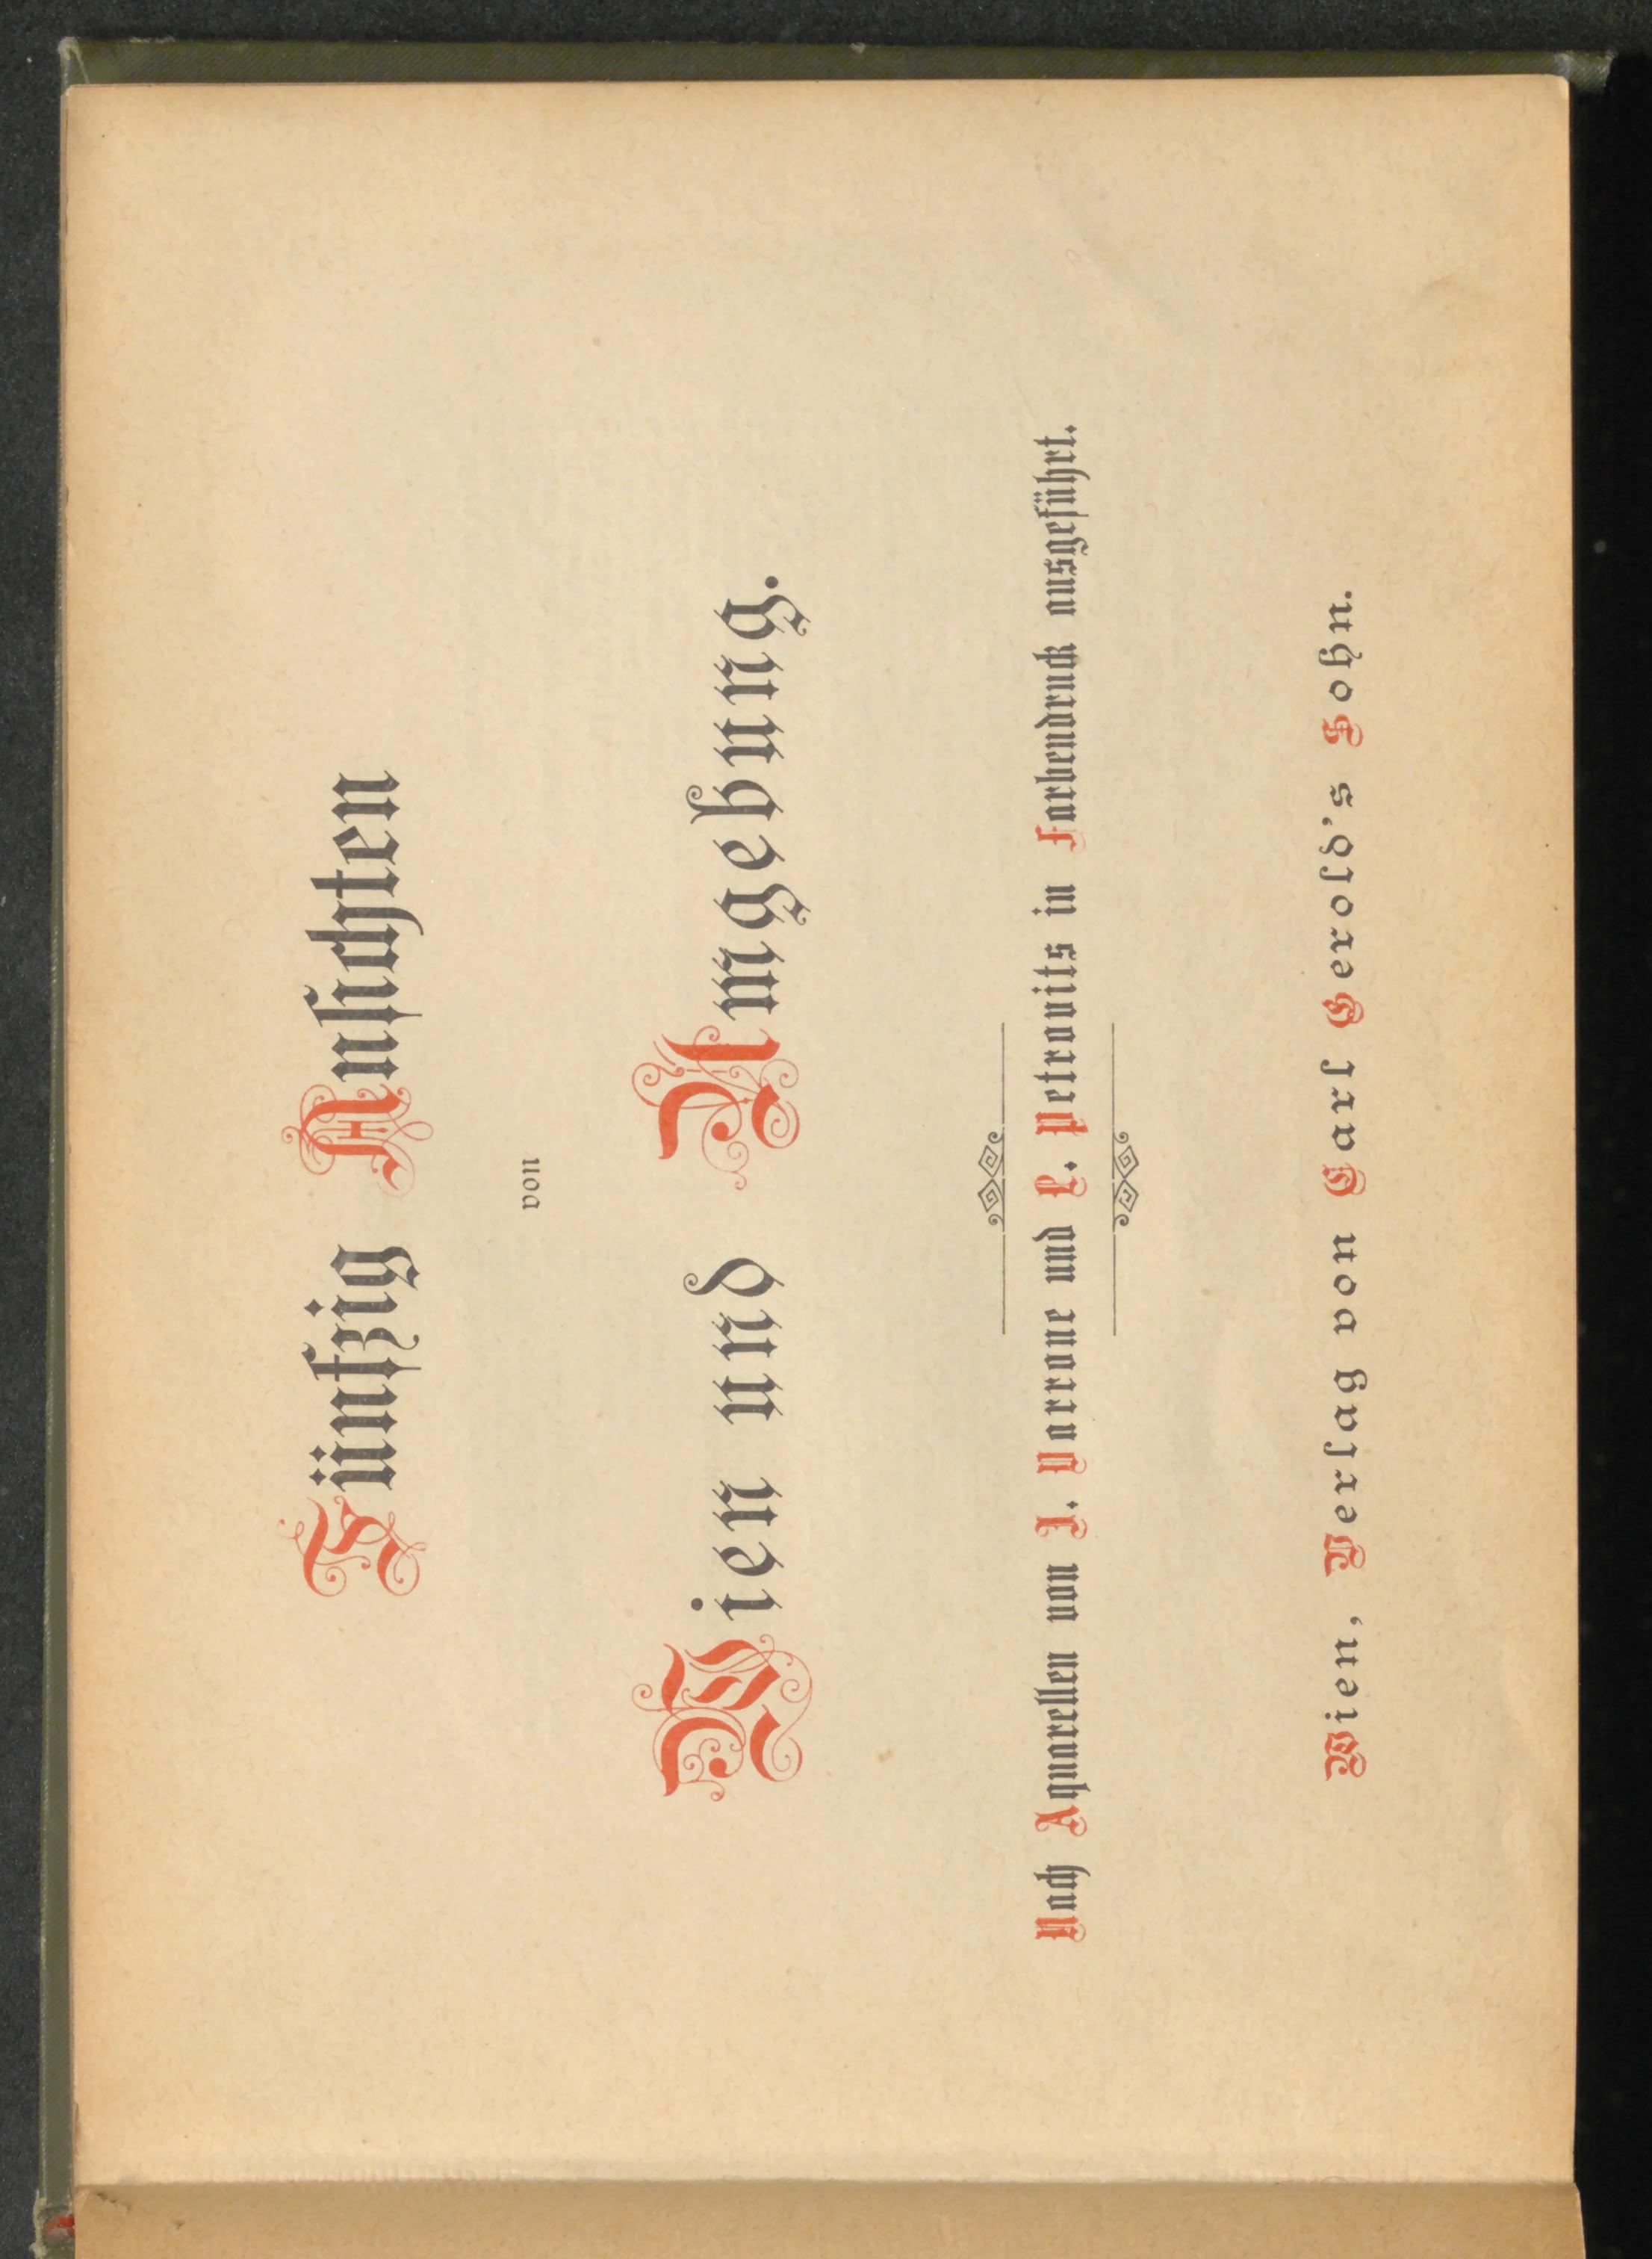 Fünfzig Ansichten
von
Wien und Umgebung.
Nach Aquarellen von J. Varrone und L. Petrovits in Farbendruck ausgeführt.
Wien, Verlag von Carl Gerold's Sohn.